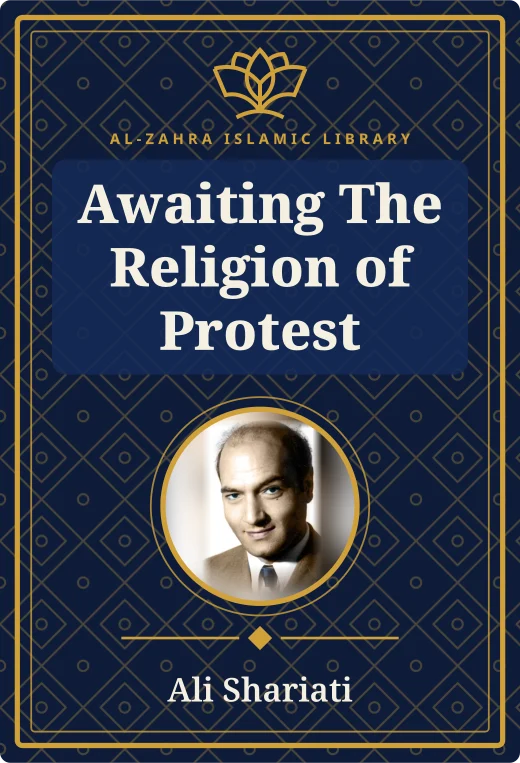 AL-ZAHRA ISLAMIC LIBRARY
Awaiting The
Religion of
Protest
Ali Shariati